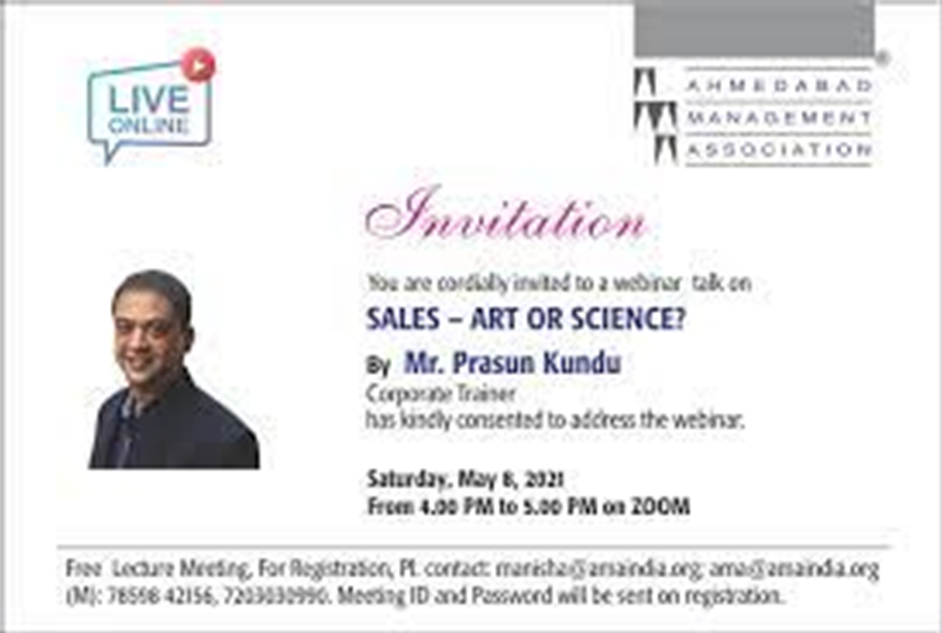 LIVE
ONLINE
AHMEDABAD
MANAGEMENT
ASSOCIATION
Invitation
You are cordially invited to a webinar talk on
SALES – ART OR SCIENCE?
By Mr. Prasun Kundu
Corporate Trainer
has kindly consented to address the webinar.
Saturday, May 8, 2021
From 4.00 PM to 5.00 PM on ZOOM
Free Lecture Meeting, For Registration, Pl. contact: manisha@amaindia.org; ama@amaindia.org
(M): 78598 42156, 7203030990. Meeting ID and Password will be sent on registration.